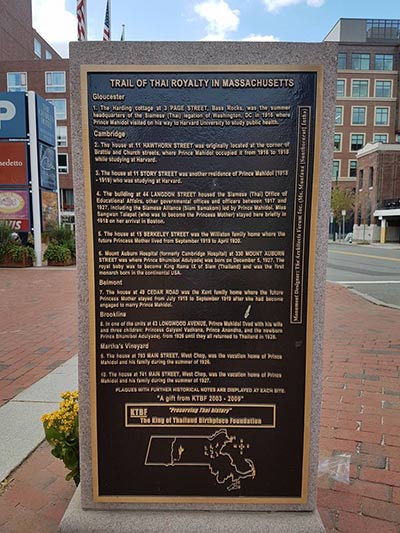 TRAIL OF THAI ROYALTY IN MASSACHUSETTS
Gloucester
1. The Harding cottage at 3 PAGE STREET, Bass Rocks, was the summer
headquarters of the Siamese (Thai) legation of Washington, DC in 1916 where
Prince Mahidol visited on his way to Harvard University to study public health.
Cambridge
2. The house at 11 HAWTHORN STREET was originally located at the corner of
Brattle and Church streets, where Prince Mahidol occupied it from 1916 to 1918
while studying at Harvard.
3. The house at 11 STORY STREET was another residence of Prince Mahidol (1918
- 1919) who was studying at Harvard.
4. The building at 44 LANGDON STREET housed the Siamese (Thai) Office of
Educational Affairs, other governmental offices and officers between 1917 and
1927, including the Siamese Alliance (Siam Samakom) led by Prince Mahidol. Miss
Sangwan Talapat (who was to become the Princess Mother) stayed here briefly in
1918 on her arrival to Boston.
5. The house at 15 BERKELEY STREET was the Williston family home where the
future Princess Mother lived from September 1919 to April 1920.
6. Mount Auburn Hospital (formerly Cambridge Hospital) at 330 MOUNT AUBURN
STREET was where Prince Bhumibol Adulyadej was born on December 5, 1927. The
royal baby was to become King Rama IX of Siam (Thailand) and was the first
monarch born in the continental USA.
Belmont
7. The house at 49 CEDAR ROAD was the Kent family home where the future
Princess Mother stayed from July 1919 to September 1919 after she had become
engaged to marry Prince Mahidol.
Brookline
8. In one of the units at 63 LONGWOOD AVENUE, Prince Mahidol lived with his wife
and three children: Princess Galyani Vadhana, Prince Ananda, and the newborn
Prince Bhumibol Adulyadej, from 1926 until they all returned to Thailand in 1928.
Martha's Vineyard
9. The house at 793 MAIN STREET, West Chop, was the vacation home of Prince
Mahidol and his family during the summer of 1926.
10. The house at 741 MAIN STREET, West Chop, was the vacation home of Prince
Mahidol and his family during the summer of 1927.
PLAQUES WITH FURTHER HISTORICAL NOTES ARE DISPLAYED AT EACH SITE.
"A gift from KTBF 2003 - 2009"
KTBF
"Preserving Thai history"
The King of Thailand Birthplace Foundation
Monument Designer: The Architects Forum Inc. (Ms. Mantana
P